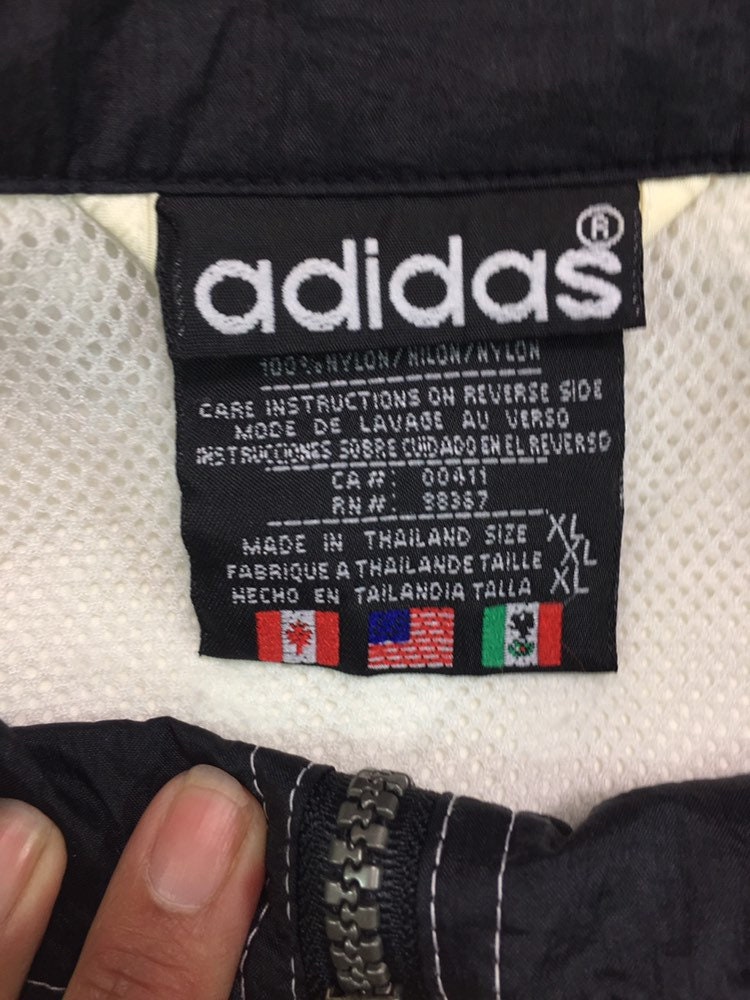 adidas ®
100% NYLON/NILON/NYLON
CARE INSTRUCTIONS ON REVERSE SIDE
MODE DE LAVAGE AU VERSO
INSTRUCCIONES SOBRE CUIDADO EN EL REVERSO
CA#: 00411
RN#: 88387
MADE IN THAILAND SIZE XL
FABRIQUE A THAILANDE TAILLE XL
HECHO EN TAILANDIA TALLA XL